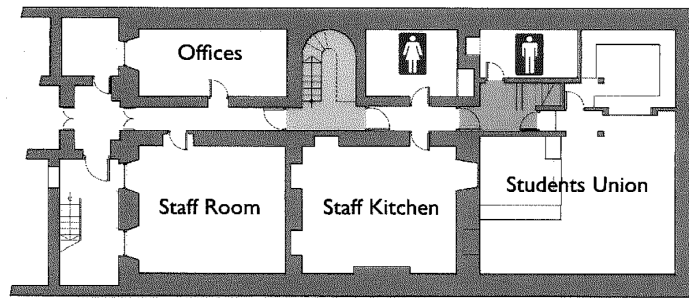 Offices
Staff Room
Staff Kitchen
Students Union